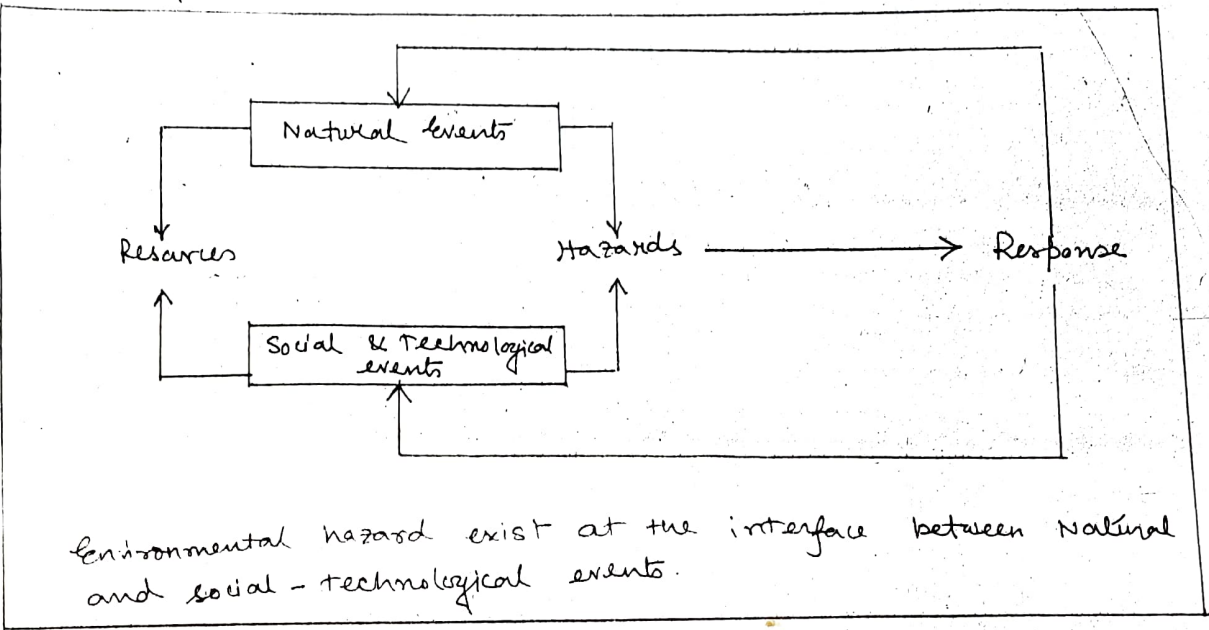 Natural events
Resources
Hazards
Response
Social & Technological
events
Environmental hazard exist at the interface between Natural
and social - technological events.